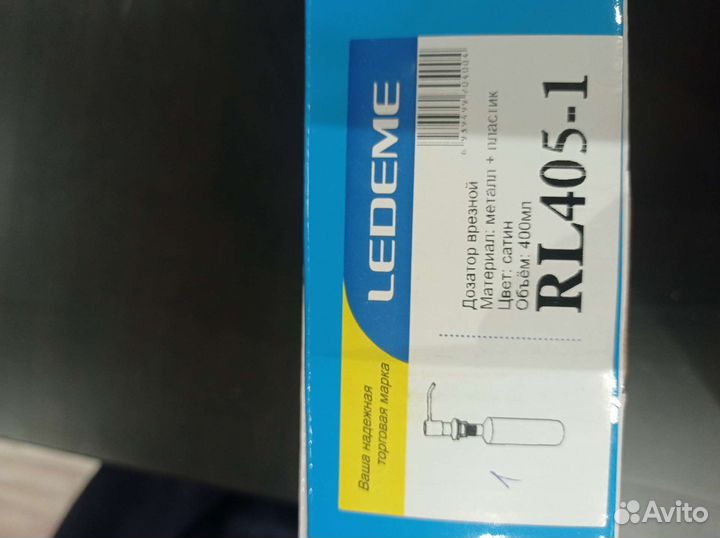 Ваша надежная
торговая марка
LEDEME
Дозатор врезной
Материал: металл + пластик
Цвет: сатин
Объём: 400мл
RL405-1
1
Avito